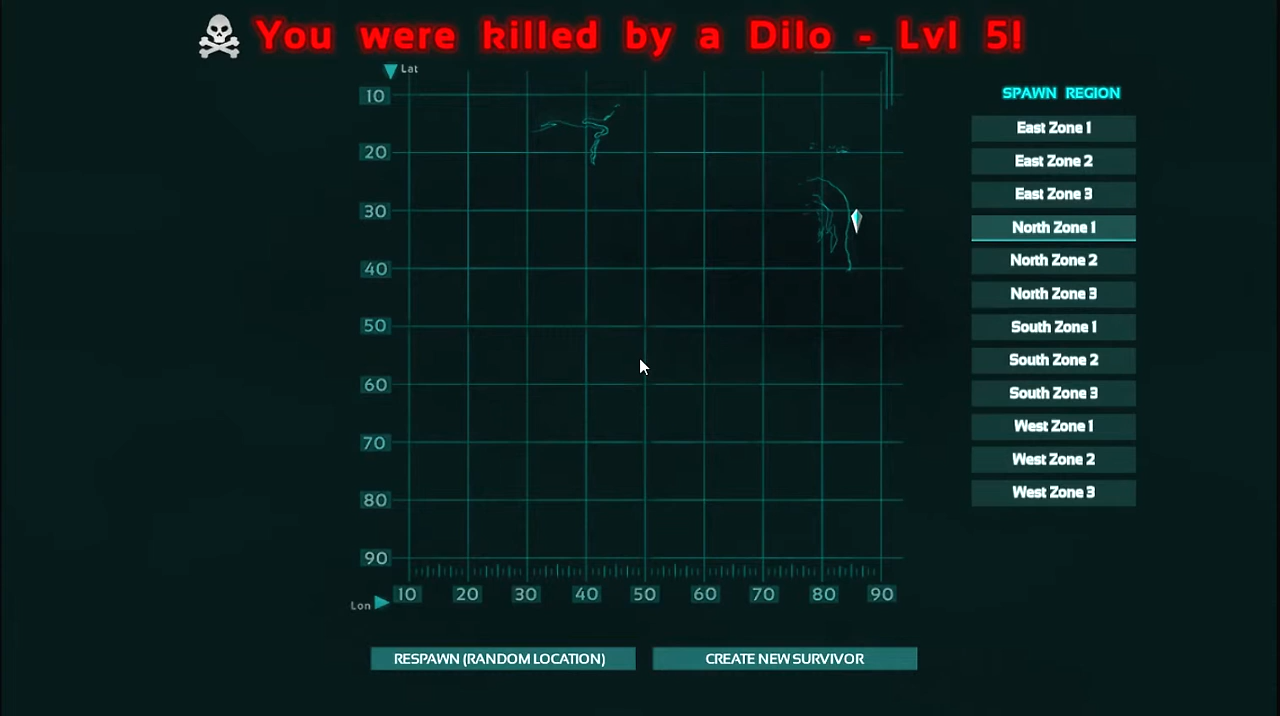 You were killed by a Dilo - Lvl 5!
Lat
10
20
30
40
50
60
70
80
90
Lon
10 20 30 40 50 60 70 80 90
SPAWN REGION
East Zone 1
East Zone 2
East Zone 3
North Zone 1
North Zone 2
North Zone 3
South Zone 1
South Zone 2
South Zone 3
West Zone 1
West Zone 2
West Zone 3
RESPAWN (RANDOM LOCATION)
CREATE NEW SURVIVOR